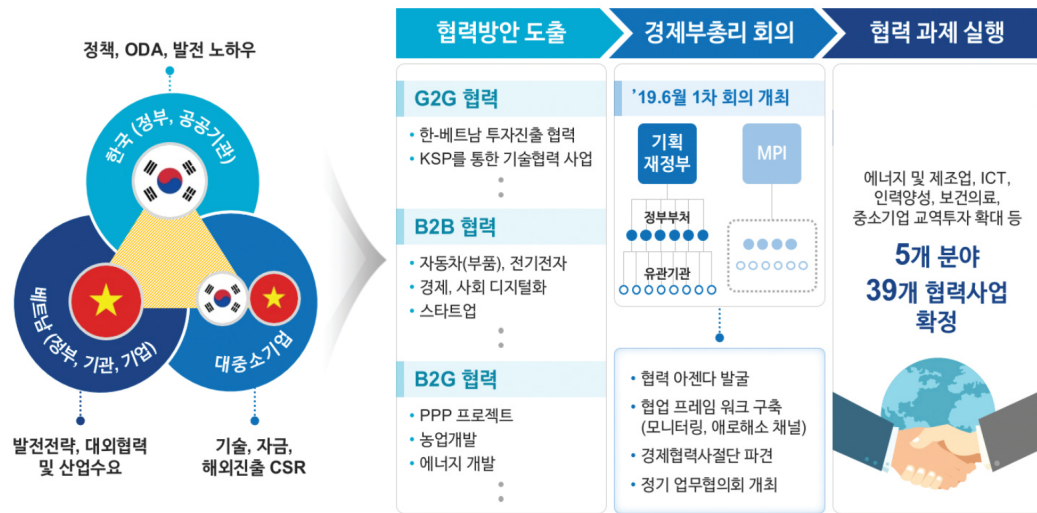 정책, ODA, 발전 노하우
한국 (정부, 공공기관)
베트남 (정부, 기관, 기업)
대중소기업
발전전략, 대외협력
및 산업수요
기술, 자금,
해외진출 CSR
협력방안 도출
G2G 협력
• 한-베트남 투자진출 협력
• KSP를 통한 기술협력 사업
B2B 협력
• 자동차(부품), 전기전자
• 경제, 사회 디지털화
• 스타트업
B2G 협력
• PPP 프로젝트
• 농업개발
• 에너지 개발
경제부총리 회의
’19.6월 1차 회의 개최
기획
재정부
MPI
정부부처
유관기관
• 협력 아젠다 발굴
• 협업 프레임 워크 구축
(모니터링, 애로해소 채널)
• 경제협력사절단 파견
• 정기 업무협의회 개최
협력 과제 실행
에너지 및 제조업, ICT,
인력양성, 보건의료,
중소기업 교역투자 확대 등
5개 분야
39개 협력사업
확정